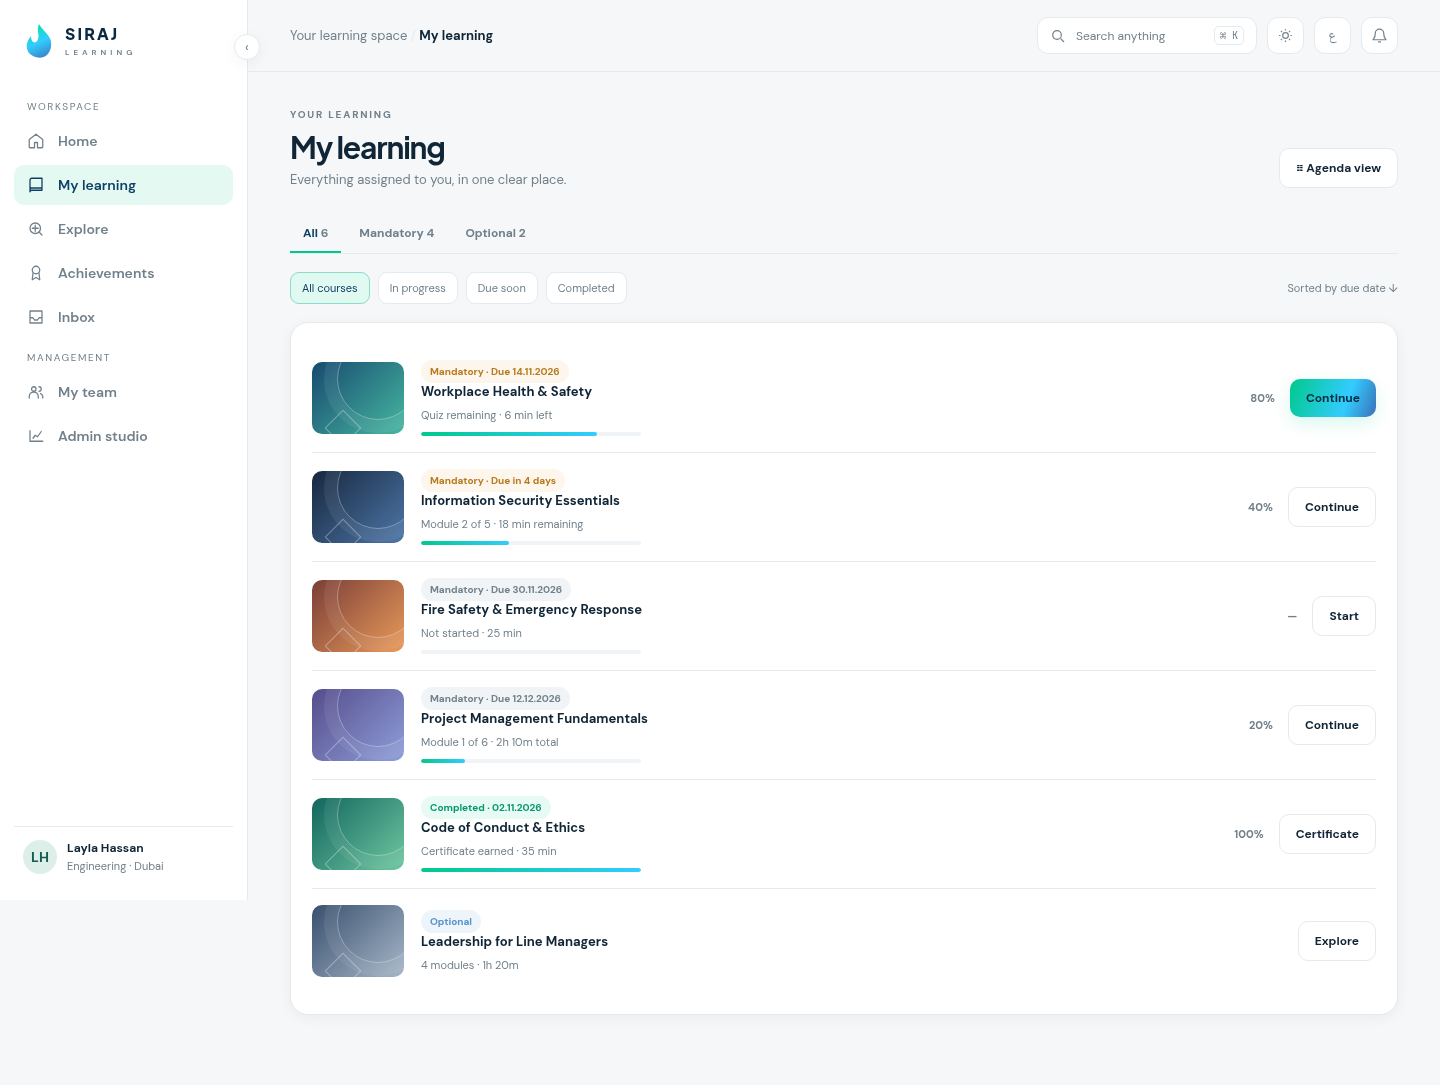 SIRAJ
LEARNING
‹
WORKSPACE
Home
My learning
Explore
Achievements
Inbox
MANAGEMENT
My team
Admin studio
LH
Layla Hassan
Engineering · Dubai
Your learning space / My learning
Search anything ⌘ K
ع
YOUR LEARNING
My learning
Everything assigned to you, in one clear place.
Agenda view
All 6 Mandatory 4 Optional 2
All courses In progress Due soon Completed
Sorted by due date ↓
Mandatory · Due 14.11.2026
Workplace Health & Safety
Quiz remaining · 6 min left
80% Continue
Mandatory · Due in 4 days
Information Security Essentials
Module 2 of 5 · 18 min remaining
40% Continue
Mandatory · Due 30.11.2026
Fire Safety & Emergency Response
Not started · 25 min
— Start
Mandatory · Due 12.12.2026
Project Management Fundamentals
Module 1 of 6 · 2h 10m total
20% Continue
Completed · 02.11.2026
Code of Conduct & Ethics
Certificate earned · 35 min
100% Certificate
Optional
Leadership for Line Managers
4 modules · 1h 20m
Explore